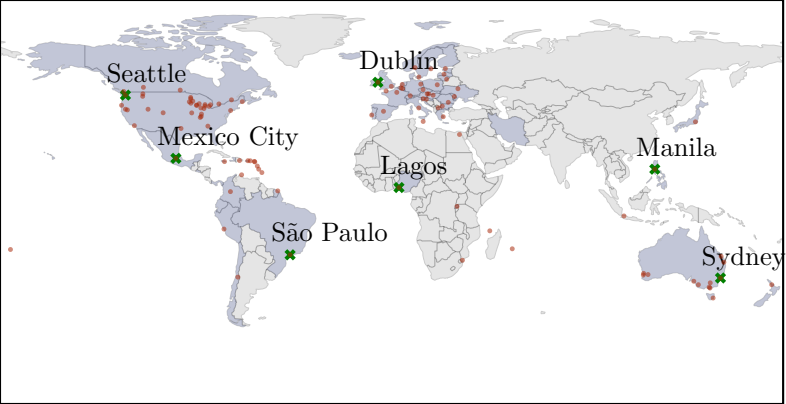 Dublin
Seattle
Mexico City
Manila
Lagos
São Paulo
Sydney